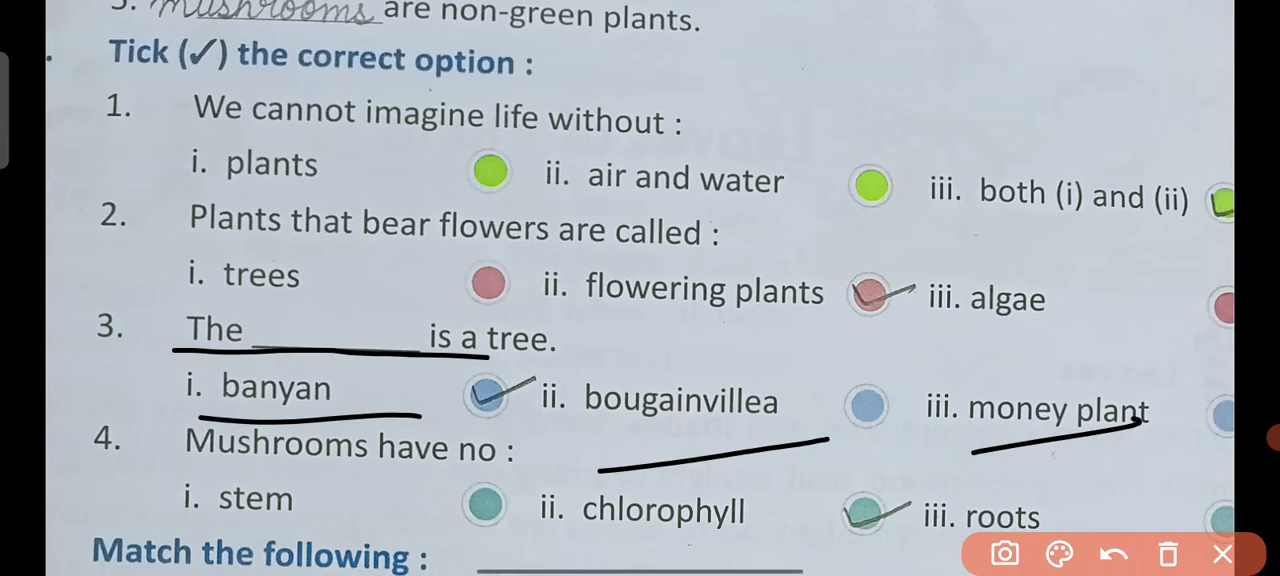 3. Mushrooms are non-green plants.
Tick (✓) the correct option :
1. We cannot imagine life without :
i. plants ii. air and water iii. both (i) and (ii)
2. Plants that bear flowers are called :
i. trees ii. flowering plants iii. algae
3. The ________ is a tree.
i. banyan ii. bougainvillea iii. money plant
4. Mushrooms have no :
i. stem ii. chlorophyll iii. roots
Match the following :